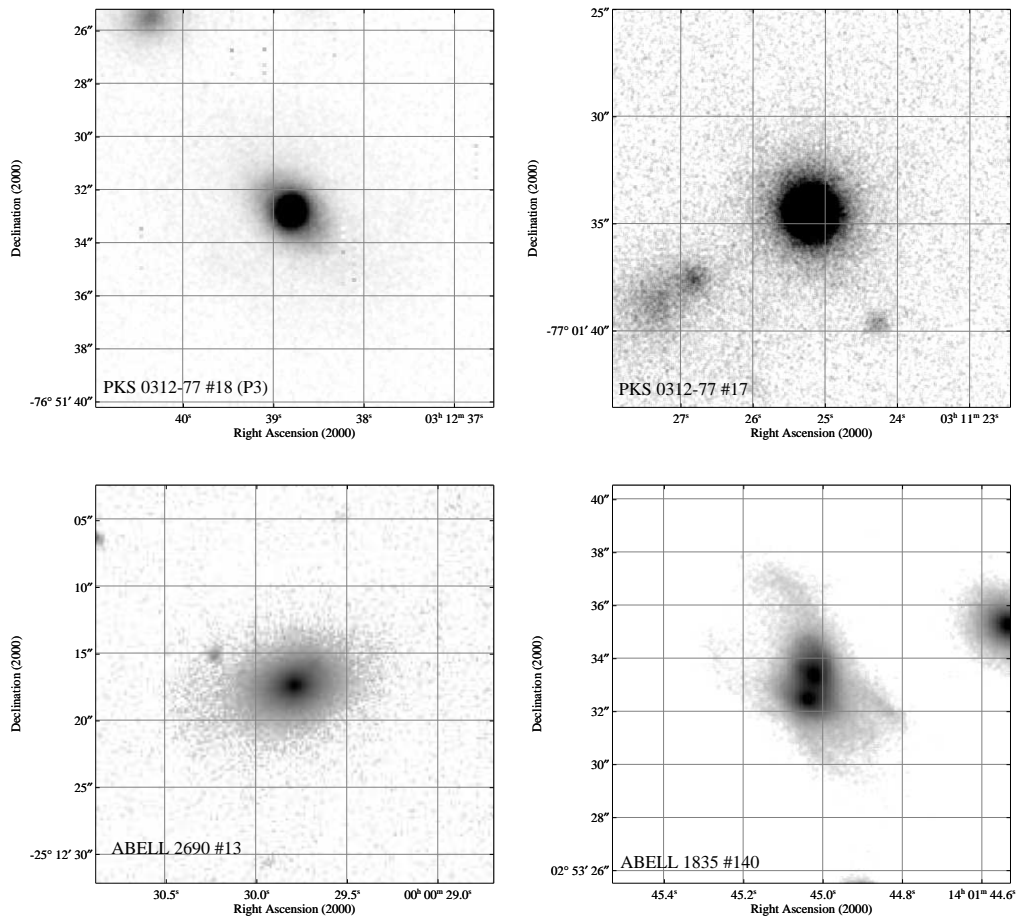 26″
28″
30″
32″
34″
36″
38″
-76° 51′ 40″
Declination (2000)
PKS 0312-77 #18 (P3)
40ˢ
39ˢ
38ˢ
03ʰ 12ᵐ 37ˢ
Right Ascension (2000)
25″
30″
35″
-77° 01′ 40″
Declination (2000)
PKS 0312-77 #17
27ˢ
26ˢ
25ˢ
24ˢ
03ʰ 11ᵐ 23ˢ
Right Ascension (2000)
05″
10″
15″
20″
25″
-25° 12′ 30″
Declination (2000)
ABELL 2690 #13
30.5ˢ
30.0ˢ
29.5ˢ
00ʰ 00ᵐ 29.0ˢ
Right Ascension (2000)
40″
38″
36″
34″
32″
30″
28″
02° 53′ 26″
Declination (2000)
ABELL 1835 #140
45.4ˢ
45.2ˢ
45.0ˢ
44.8ˢ
14ʰ 01ᵐ 44.6ˢ
Right Ascension (2000)